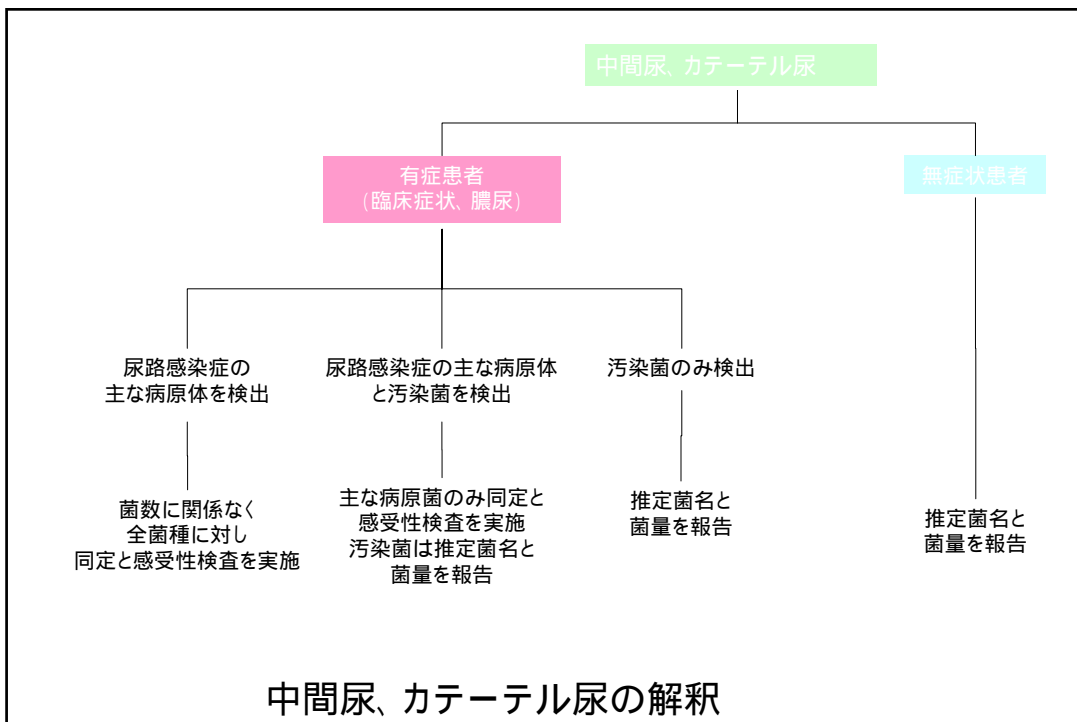 中間尿、カテーテル尿
有症患者
(臨床症状、膿尿)
無症状患者
尿路感染症の
主な病原体を検出
尿路感染症の主な病原体
と汚染菌を検出
汚染菌のみ検出
菌数に関係なく
全菌種に対し
同定と感受性検査を実施
主な病原菌のみ同定と
感受性検査を実施
汚染菌は推定菌名と
菌量を報告
推定菌名と
菌量を報告
推定菌名と
菌量を報告
中間尿、カテーテル尿の解釈